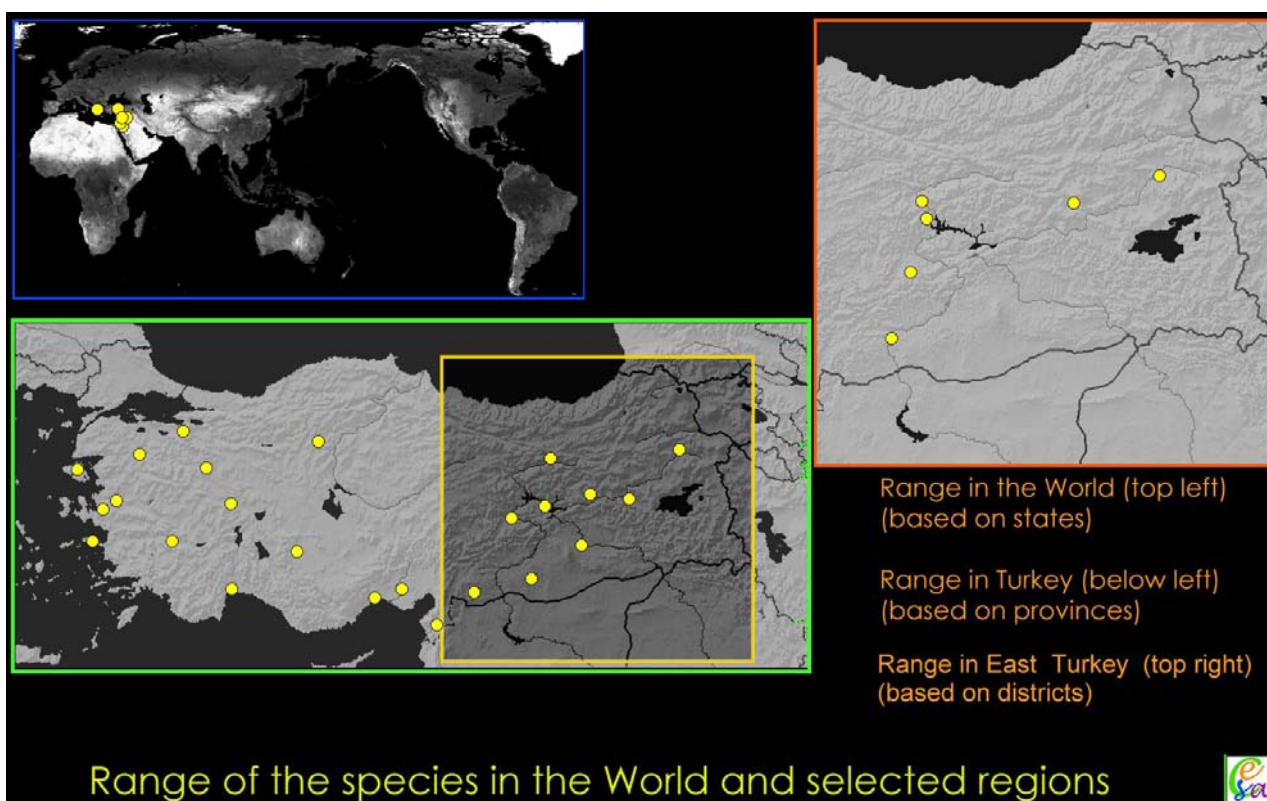 Range in the World (top left)
(based on states)
Range in Turkey (below left)
(based on provinces)
Range in East Turkey (top right)
(based on districts)
Range of the species in the World and selected regions